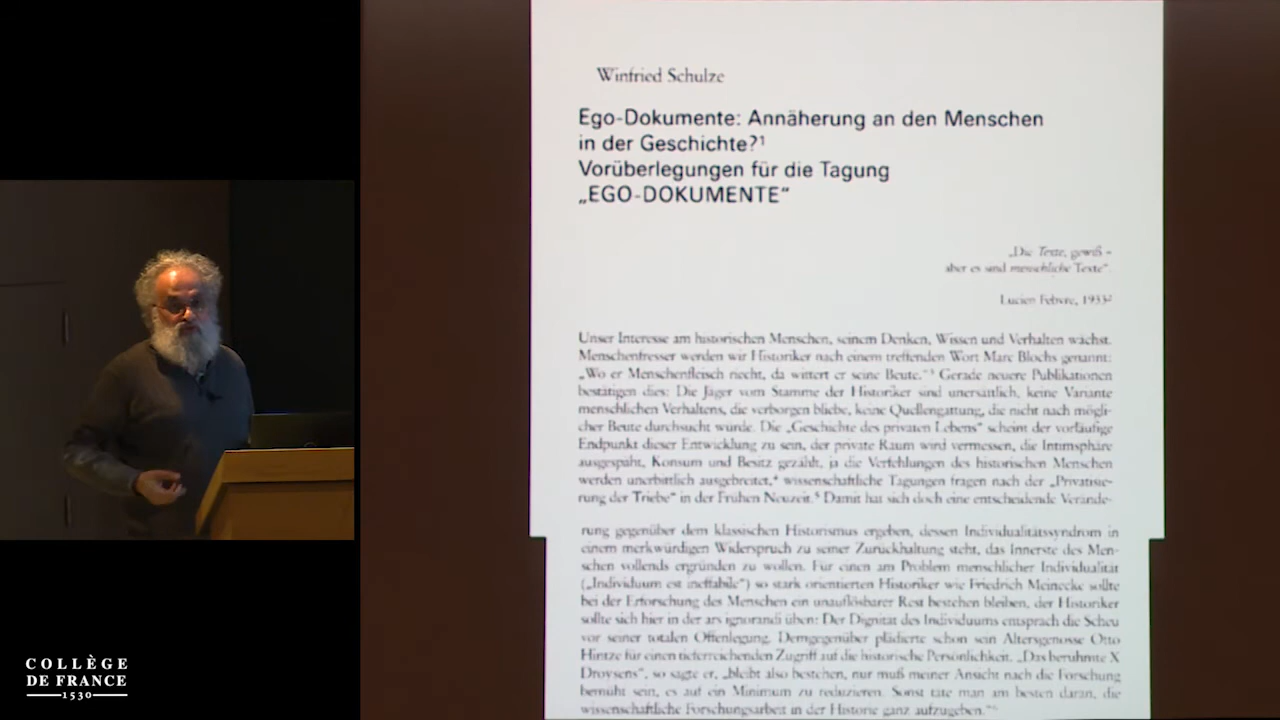 Winfried Schulze
Ego-Dokumente: Annäherung an den Menschen
in der Geschichte?¹
Vorüberlegungen für die Tagung
„EGO-DOKUMENTE“
„Die Texte, gewiß –
aber es sind menschliche Texte“.
Lucien Febvre, 1933²
Unser Interesse am historischen Menschen, seinem Denken, Wissen und Verhalten wächst.
Menschenfresser werden wir Historiker nach einem treffenden Wort Marc Blochs genannt:
„Wo er Menschenfleisch riecht, da wittert er seine Beute.“³ Gerade neuere Publikationen
bestätigen dies: Die Jäger vom Stamme der Historiker sind unersättlich, keine Variante
menschlichen Verhaltens, die verborgen bliebe, keine Quellengattung, die nicht nach mögli-
cher Beute durchsucht würde. Die „Geschichte des privaten Lebens“ scheint der vorläufige
Endpunkt dieser Entwicklung zu sein, der private Raum wird vermessen, die Intimsphäre
ausgespäht, Konsum und Besitz gezählt, ja die Verfehlungen des historischen Menschen
werden unerbittlich ausgebreitet,⁴ wissenschaftliche Tagungen fragen nach der „Privatisie-
rung der Triebe“ in der Frühen Neuzeit.⁵ Damit hat sich doch eine entscheidende Verände-
rung gegenüber dem klassischen Historismus ergeben, dessen Individualitätssyndrom in
einem merkwürdigen Widerspruch zu seiner Zurückhaltung steht, das Innerste des Men-
schen vollends ergründen zu wollen. Für einen am Problem menschlicher Individualität
(„Individuum est ineffabile“) so stark orientierten Historiker wie Friedrich Meinecke sollte
bei der Erforschung des Menschen ein unauflösbarer Rest bestehen bleiben, der Historiker
sollte sich hier in der ars ignorandi üben: Der Dignität des Individuums entsprach die Scheu
vor seiner totalen Offenlegung. Demgegenüber plädierte schon sein Altersgenosse Otto
Hintze für einen tieferreichenden Zugriff auf die historische Persönlichkeit. „Das berühmte X
Droysens“, so sagte er, „bleibt also bestehen, nur muß meiner Ansicht nach die Forschung
bemüht sein, es auf ein Minimum zu reduzieren. Sonst täte man am besten daran, die
wissenschaftliche Forschungsarbeit in der Historie ganz aufzugeben.“⁶
COLLÈGE
DE FRANCE
1530